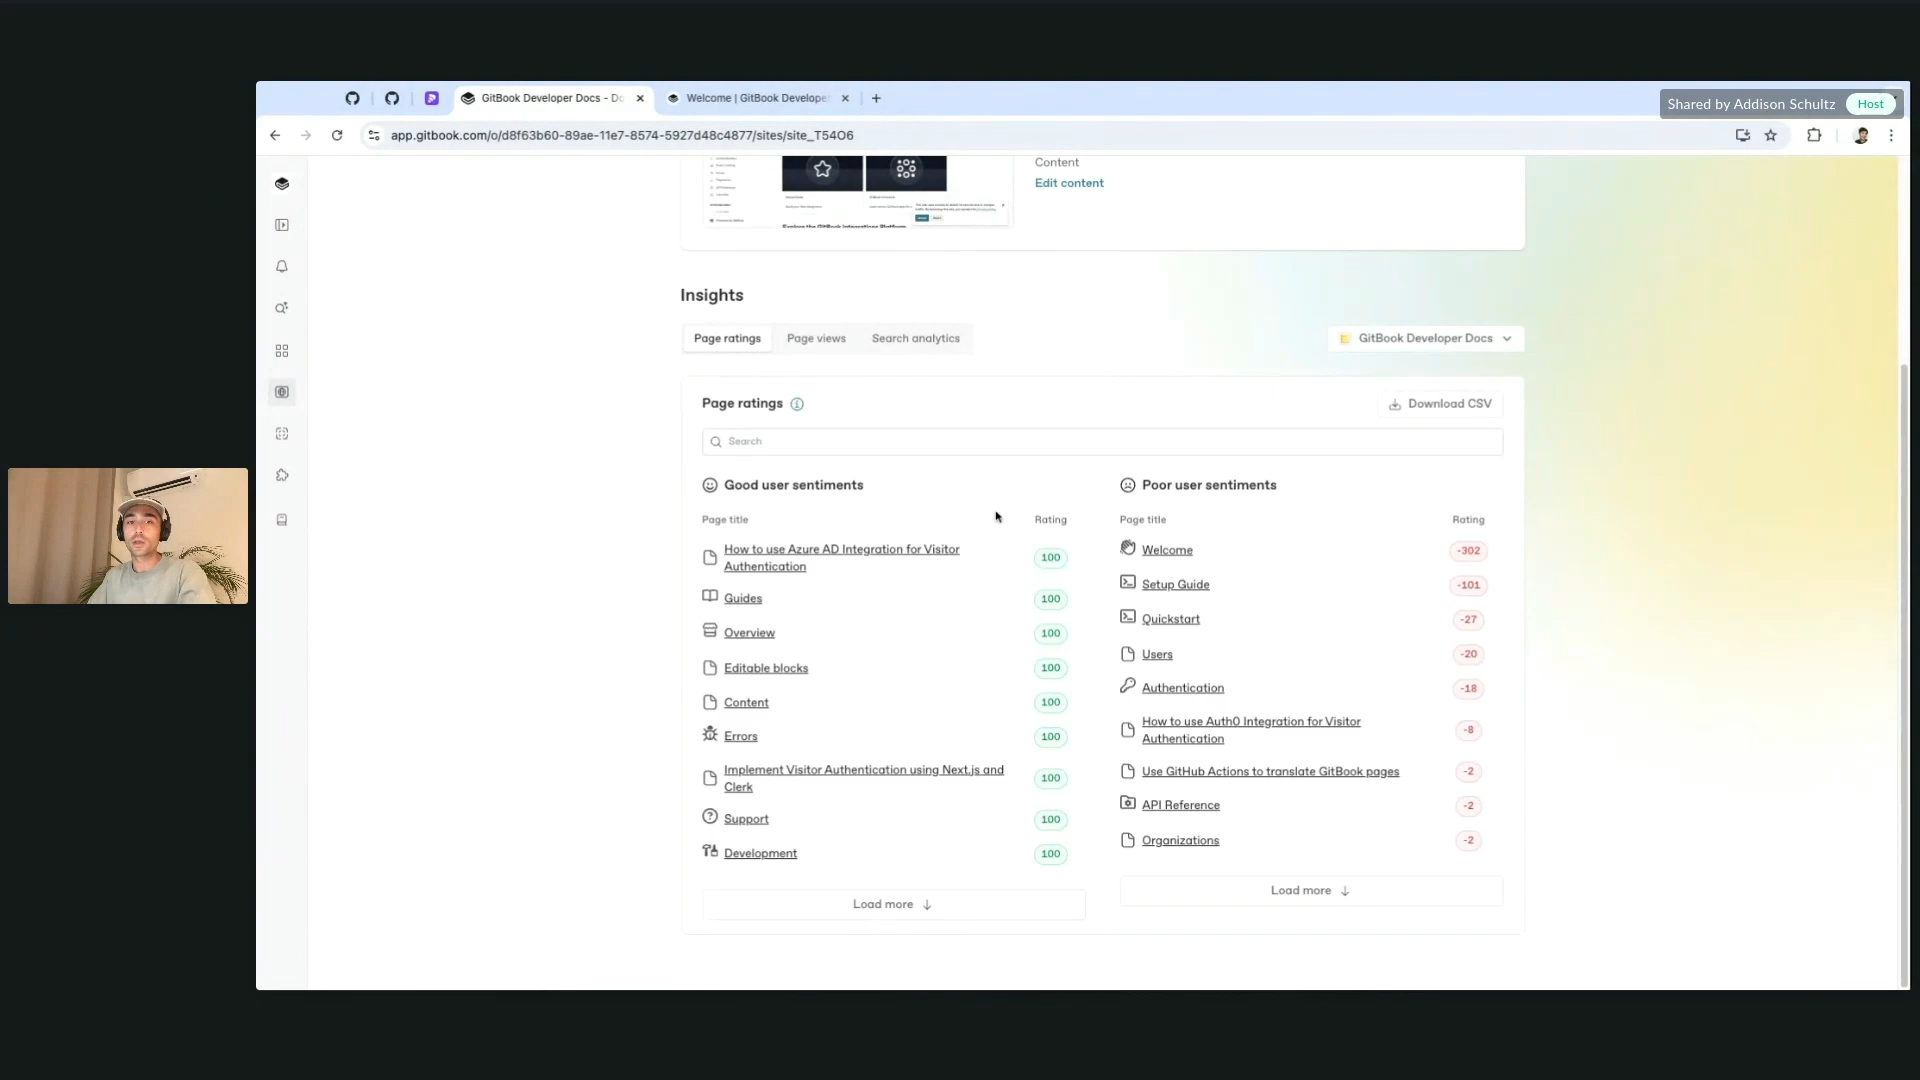 GitBook Developer Docs - Do
Welcome | GitBook Develope
Shared by Addison Schultz
Host
app.gitbook.com/o/d8f63b60-89ae-11e7-8574-5927d48c4877/sites/site_T54O6
Content
Edit content
Explore the GitBook Integrations Platform
Insights
Page ratings
Page views
Search analytics
GitBook Developer Docs
Page ratings
Download CSV
Search
Good user sentiments
Page title
Rating
How to use Azure AD Integration for Visitor
Authentication
100
Guides
100
Overview
100
Editable blocks
100
Content
100
Errors
100
Implement Visitor Authentication using Next.js and
Clerk
100
Support
100
Development
100
Load more
Poor user sentiments
Page title
Rating
Welcome
-302
Setup Guide
-101
Quickstart
-27
Users
-20
Authentication
-18
How to use Auth0 Integration for Visitor
Authentication
-8
Use GitHub Actions to translate GitBook pages
-2
API Reference
-2
Organizations
-2
Load more